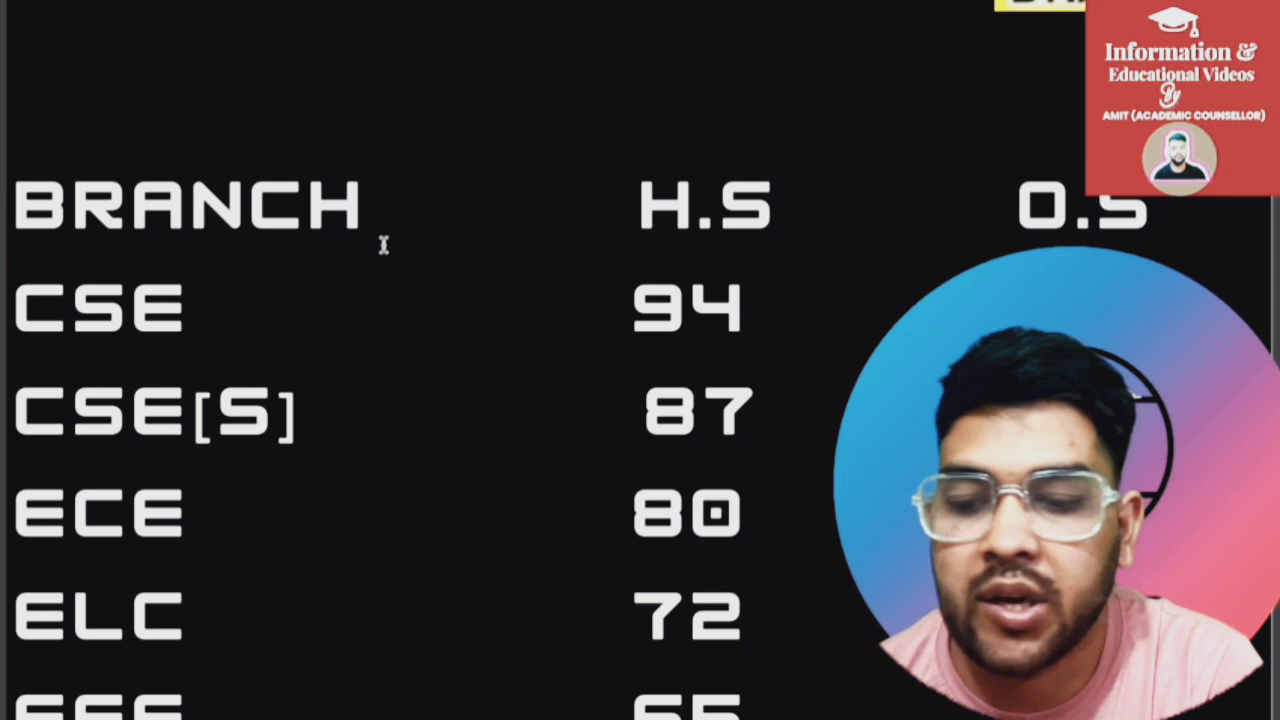 Information &
Educational Videos
By
AMIT (ACADEMIC COUNSELLOR)
BRANCH H.S O.S
CSE 94
CSE[S] 87
ECE 80
ELC 72